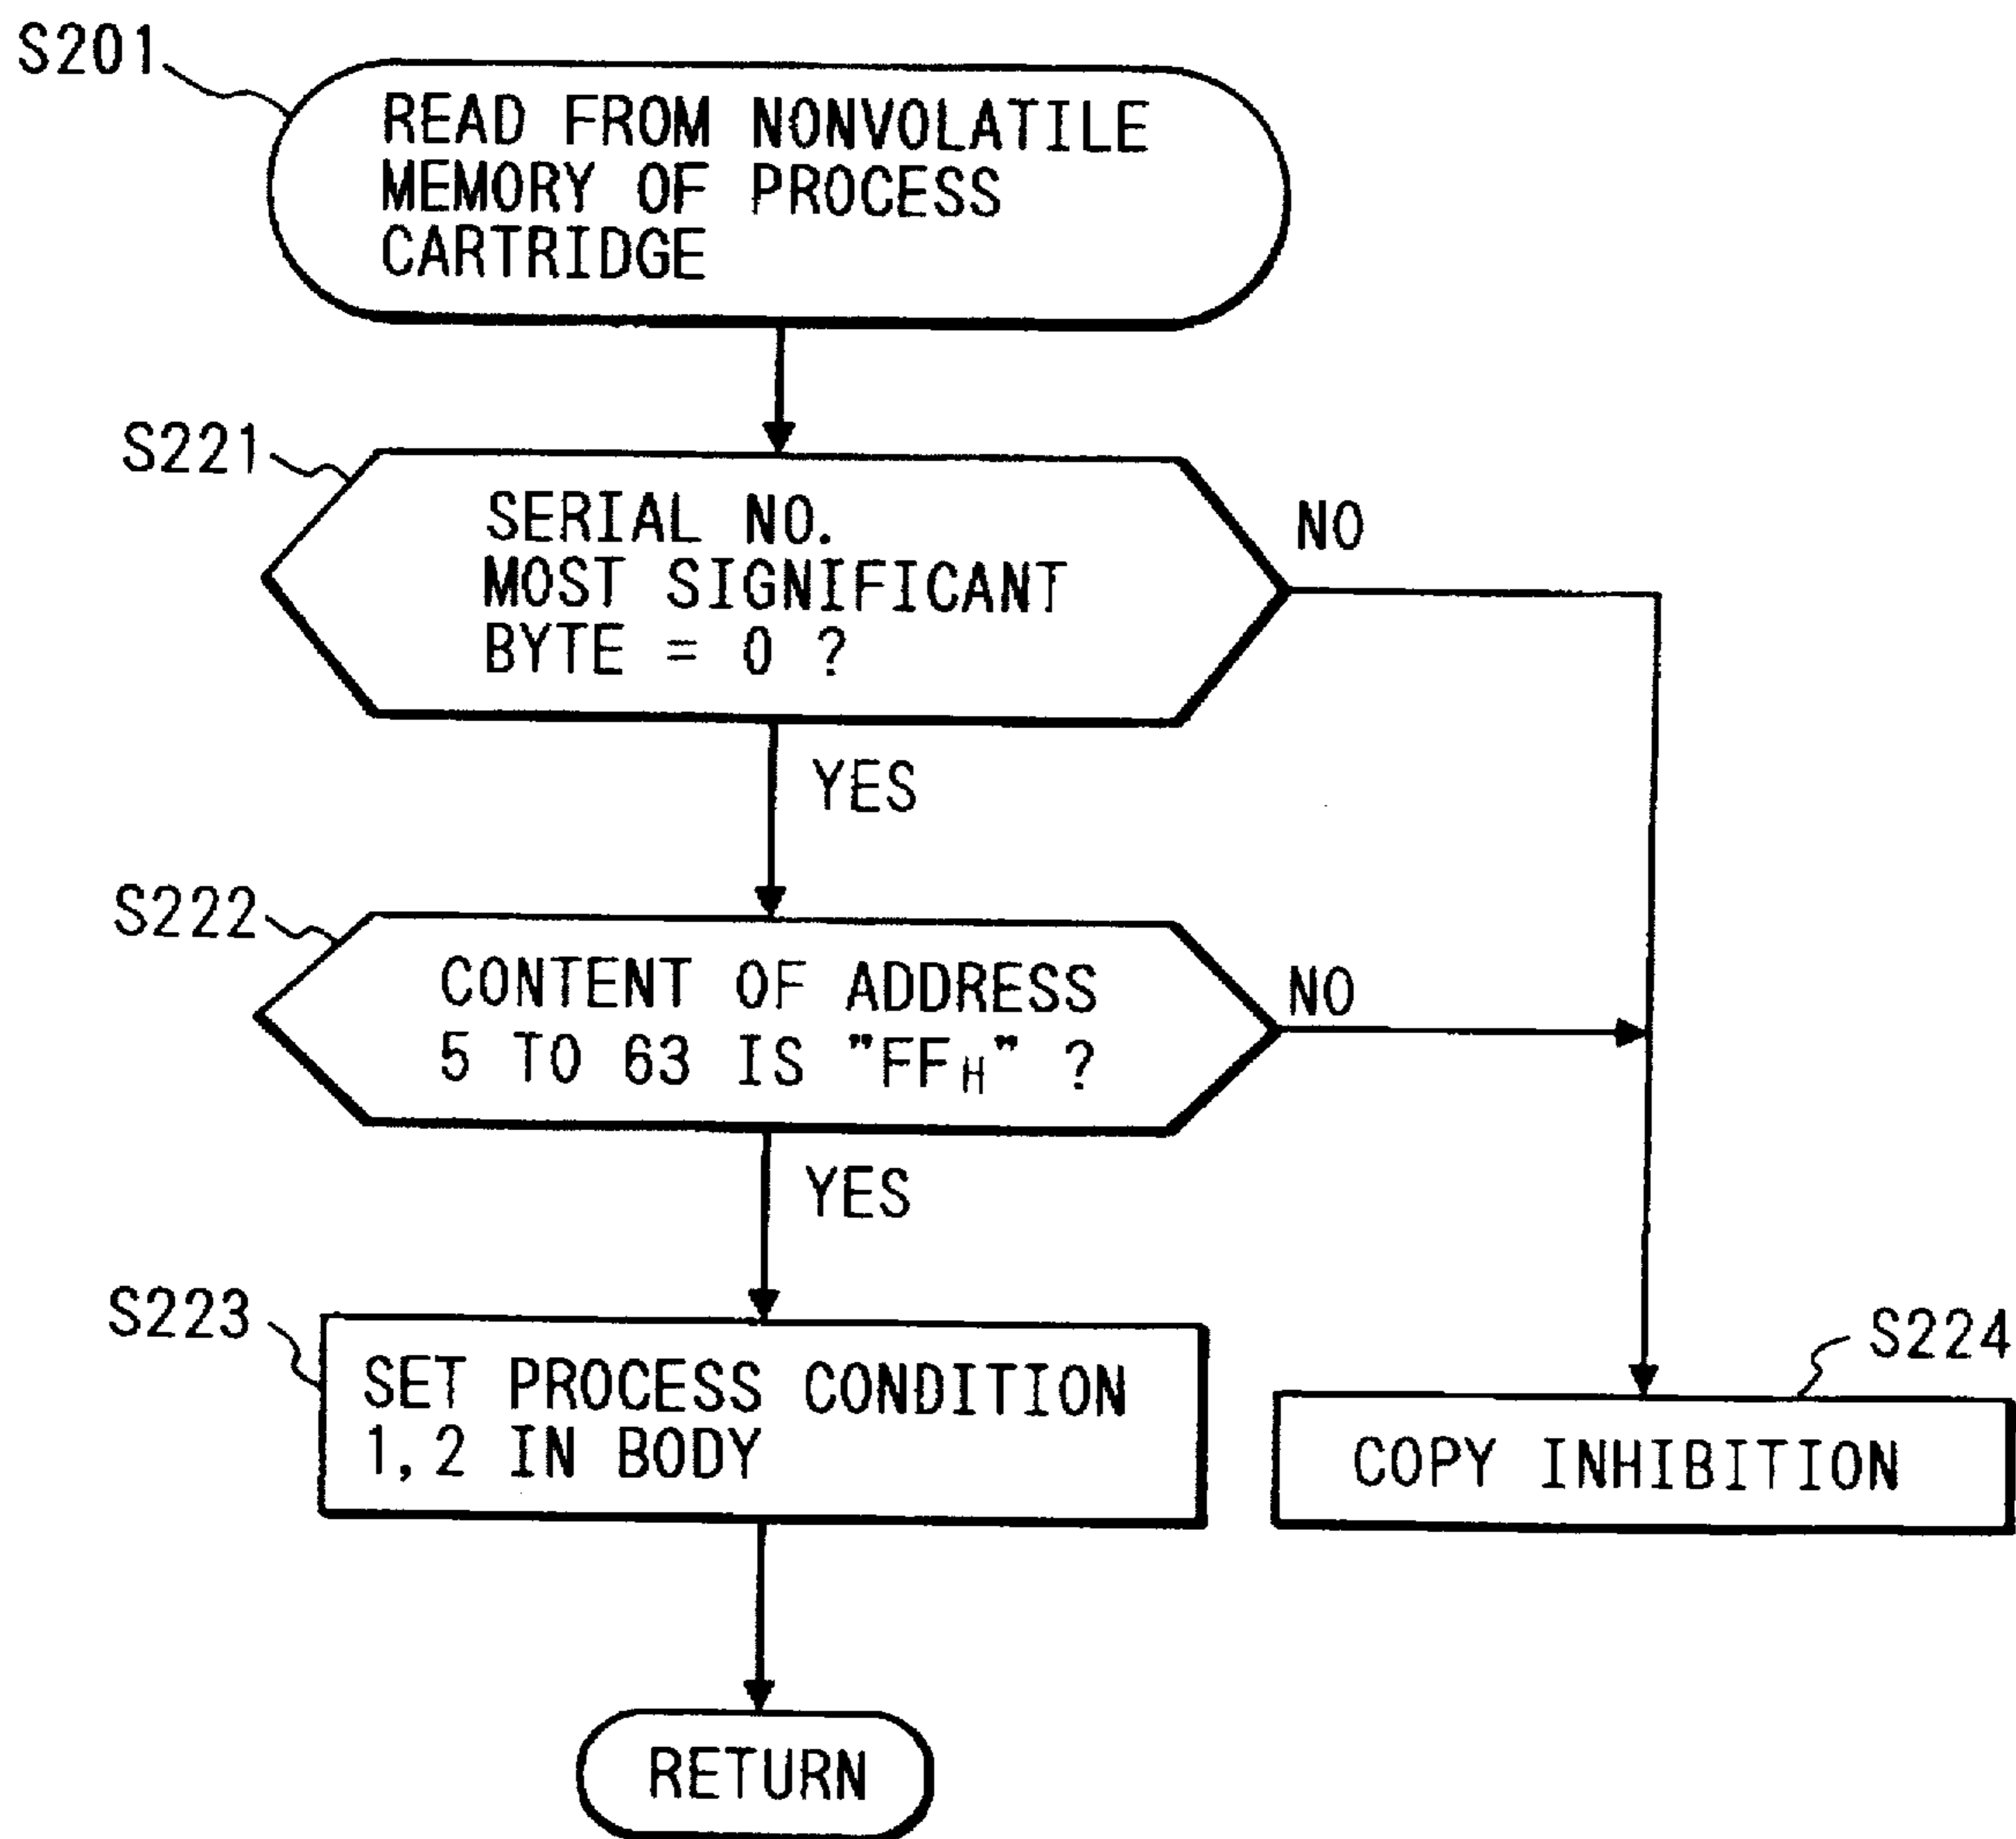 S201
READ FROM NONVOLATILE
MEMORY OF PROCESS
CARTRIDGE
S221
SERIAL NO.
MOST SIGNIFICANT
BYTE = 0 ?
NO
YES
S222
CONTENT OF ADDRESS
5 TO 63 IS "FFH" ?
NO
YES
S223
SET PROCESS CONDITION
1,2 IN BODY
S224
COPY INHIBITION
RETURN